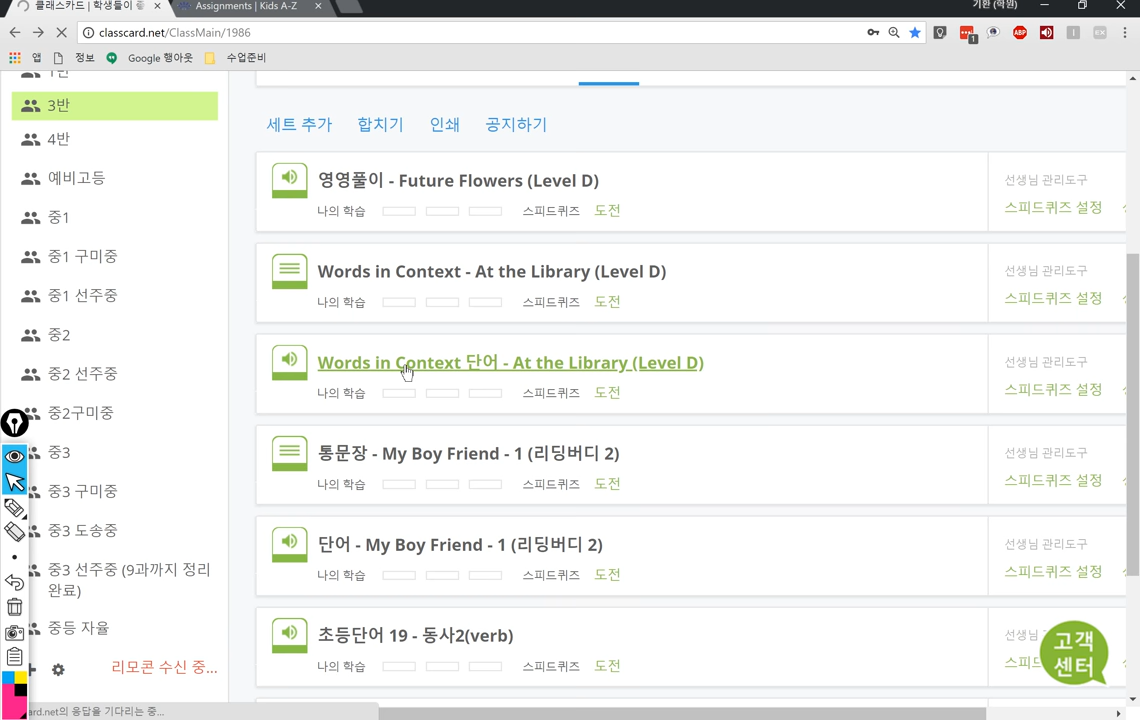 클래스카드 | 학생들이 좋
Assignments | Kids A-Z
기환 (학원)
classcard.net/ClassMain/1986
ABP
1
앱
정보
Google 행아웃
수업준비
1반
3반
4반
예비고등
중1
중1 구미중
중1 선주중
중2
중2 선주중
중2구미중
중3
중3 구미중
중3 도송중
중3 선주중 (9과까지 정리
완료)
중등 자율
리모콘 수신 중...
세트 추가
합치기
인쇄
공지하기
영영풀이 - Future Flowers (Level D)
나의 학습
스피드퀴즈
도전
선생님 관리도구
스피드퀴즈 설정
Words in Context - At the Library (Level D)
나의 학습
스피드퀴즈
도전
선생님 관리도구
스피드퀴즈 설정
Words in Context 단어 - At the Library (Level D)
나의 학습
스피드퀴즈
도전
선생님 관리도구
스피드퀴즈 설정
통문장 - My Boy Friend - 1 (리딩버디 2)
나의 학습
스피드퀴즈
도전
선생님 관리도구
스피드퀴즈 설정
단어 - My Boy Friend - 1 (리딩버디 2)
나의 학습
스피드퀴즈
도전
선생님 관리도구
스피드퀴즈 설정
초등단어 19 - 동사2(verb)
나의 학습
스피드퀴즈
도전
선생님
스피드
고객
센터
ard.net의 응답을 기다리는 중...